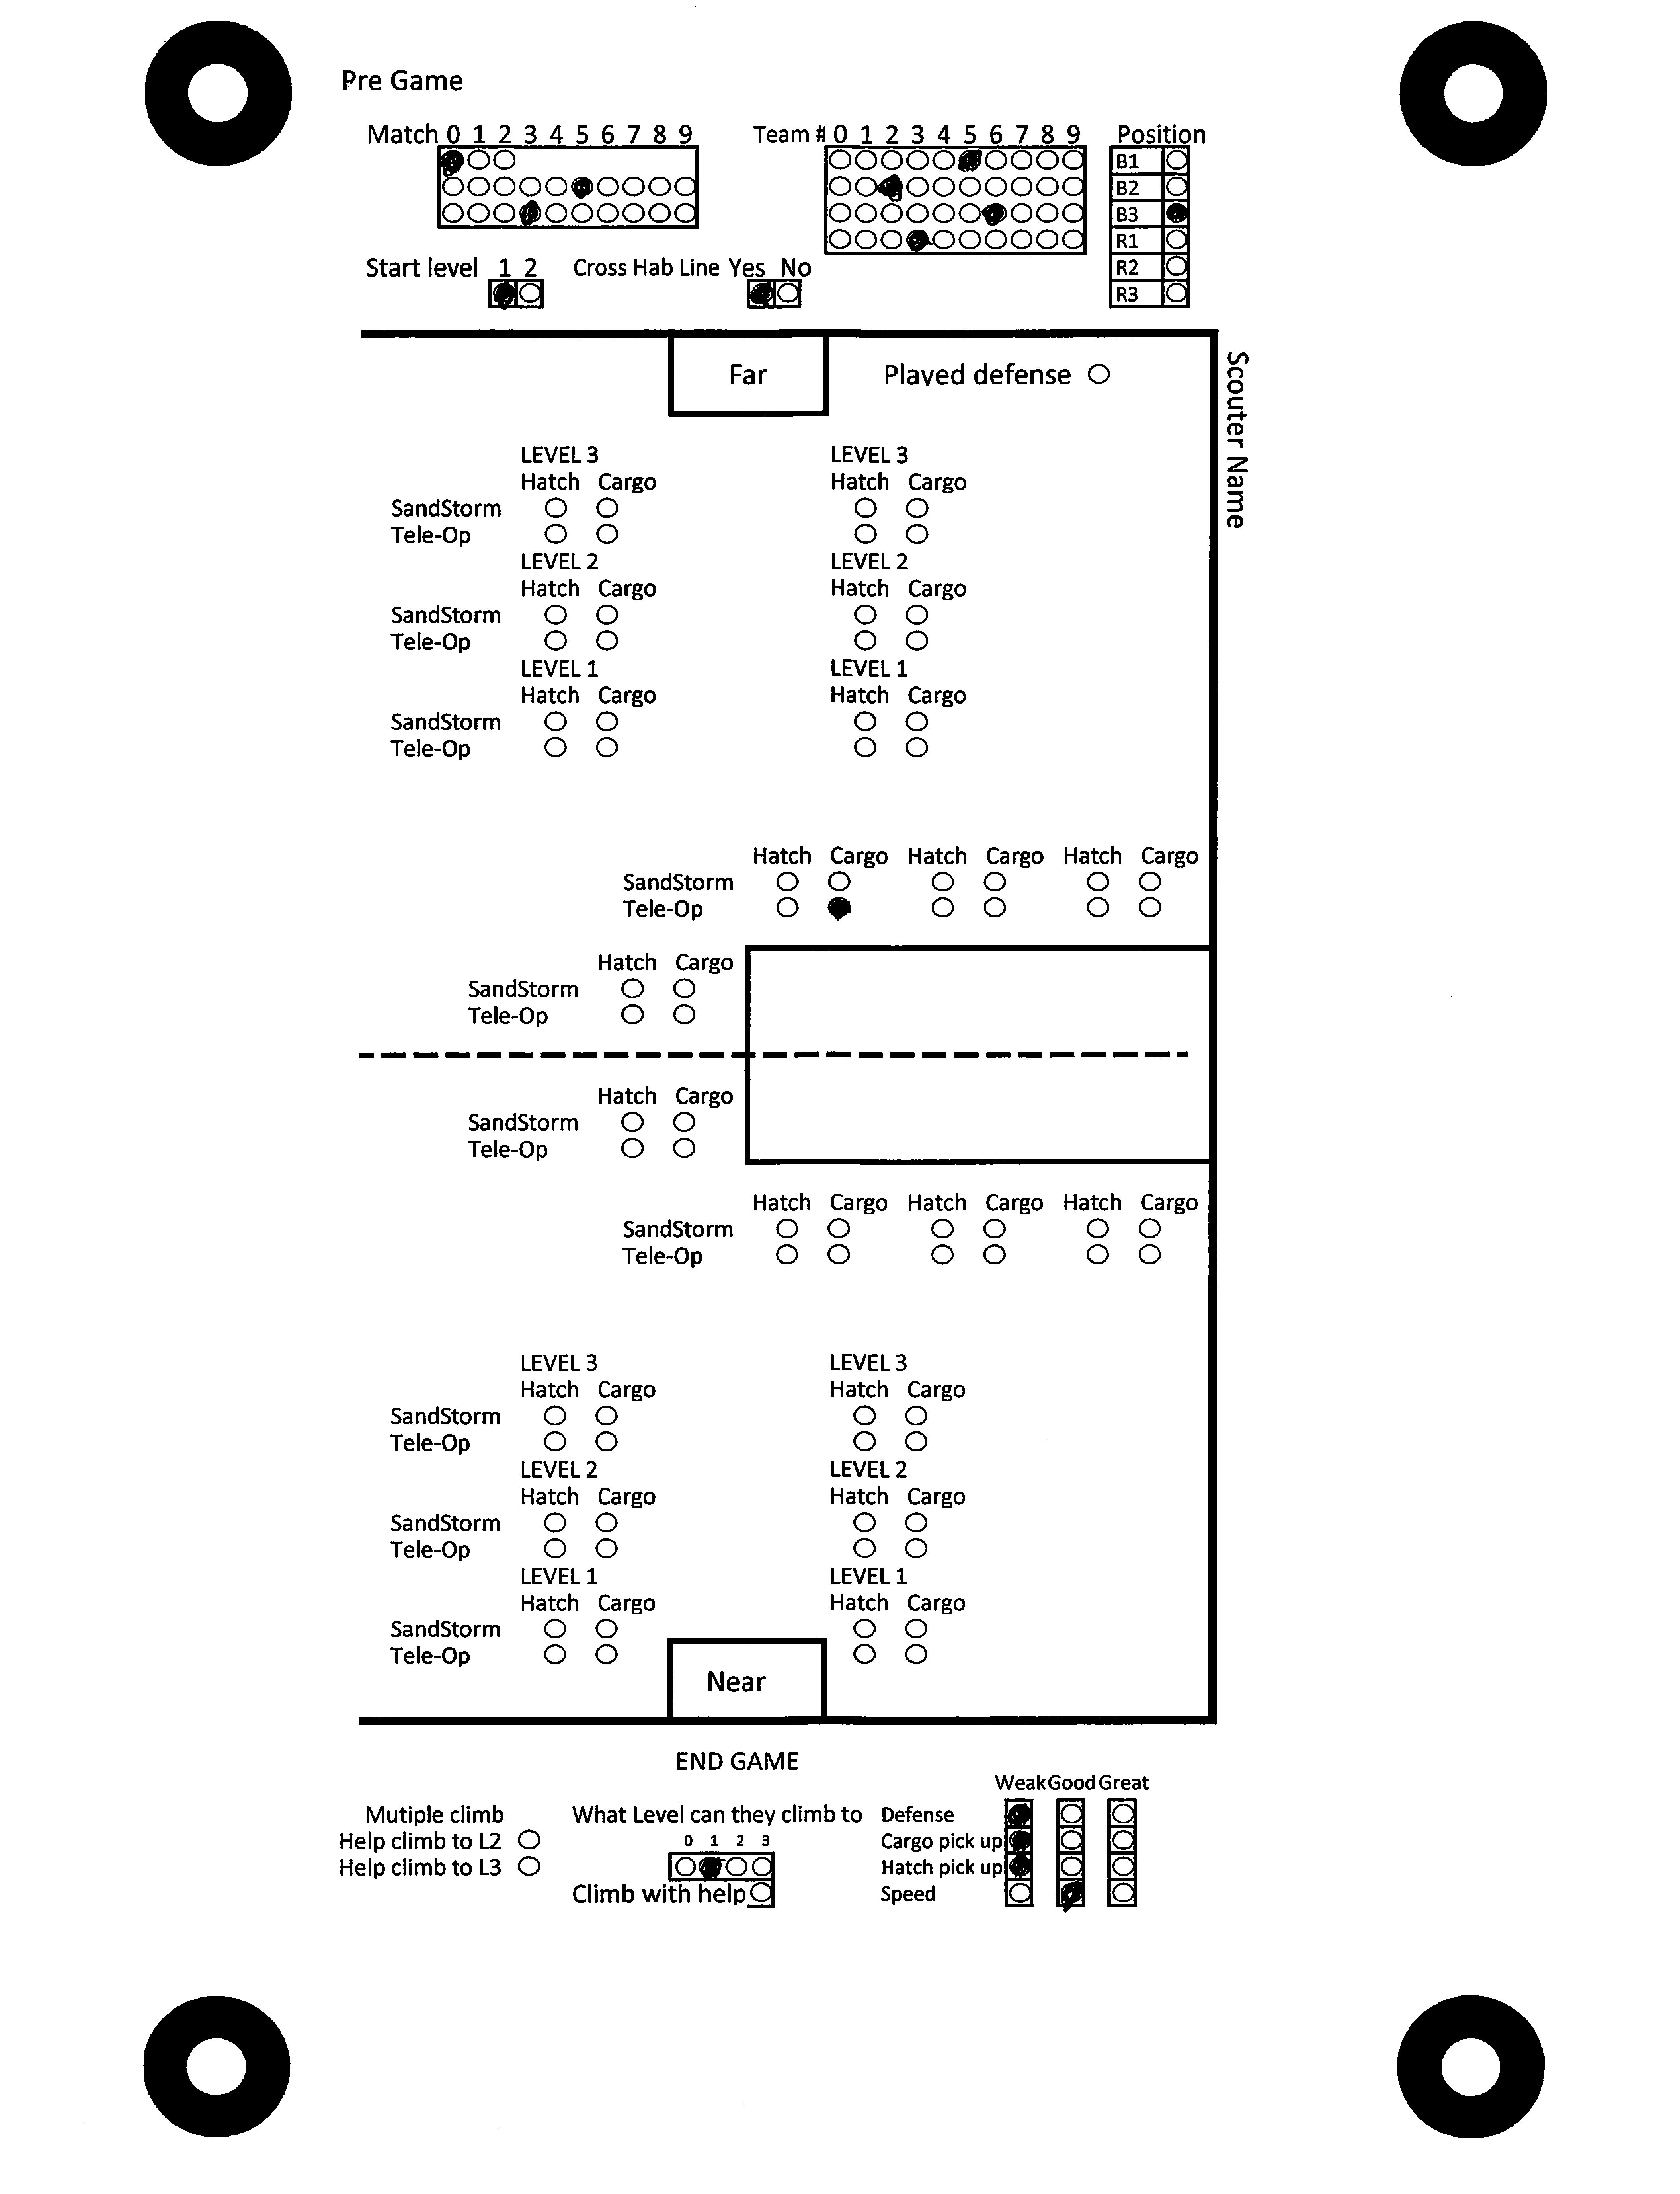 Pre Game
Match 0 1 2 3 4 5 6 7 8 9
Team # 0 1 2 3 4 5 6 7 8 9
Position
B1
B2
B3
R1
R2
R3
Start level 1 2
Cross Hab Line Yes No
Scouter Name
Far
Played defense
LEVEL 3 LEVEL 3
Hatch Cargo Hatch Cargo
SandStorm
Tele-Op
LEVEL 2 LEVEL 2
Hatch Cargo Hatch Cargo
SandStorm
Tele-Op
LEVEL 1 LEVEL 1
Hatch Cargo Hatch Cargo
SandStorm
Tele-Op
Hatch Cargo Hatch Cargo Hatch Cargo
SandStorm
Tele-Op
Hatch Cargo
SandStorm
Tele-Op
Hatch Cargo
SandStorm
Tele-Op
Hatch Cargo Hatch Cargo Hatch Cargo
SandStorm
Tele-Op
LEVEL 3 LEVEL 3
Hatch Cargo Hatch Cargo
SandStorm
Tele-Op
LEVEL 2 LEVEL 2
Hatch Cargo Hatch Cargo
SandStorm
Tele-Op
LEVEL 1 LEVEL 1
Hatch Cargo Hatch Cargo
SandStorm
Tele-Op
Near
END GAME
Mutiple climb
Help climb to L2
Help climb to L3
What Level can they climb to
0 1 2 3
Climb with help
Weak Good Great
Defense
Cargo pick up
Hatch pick up
Speed